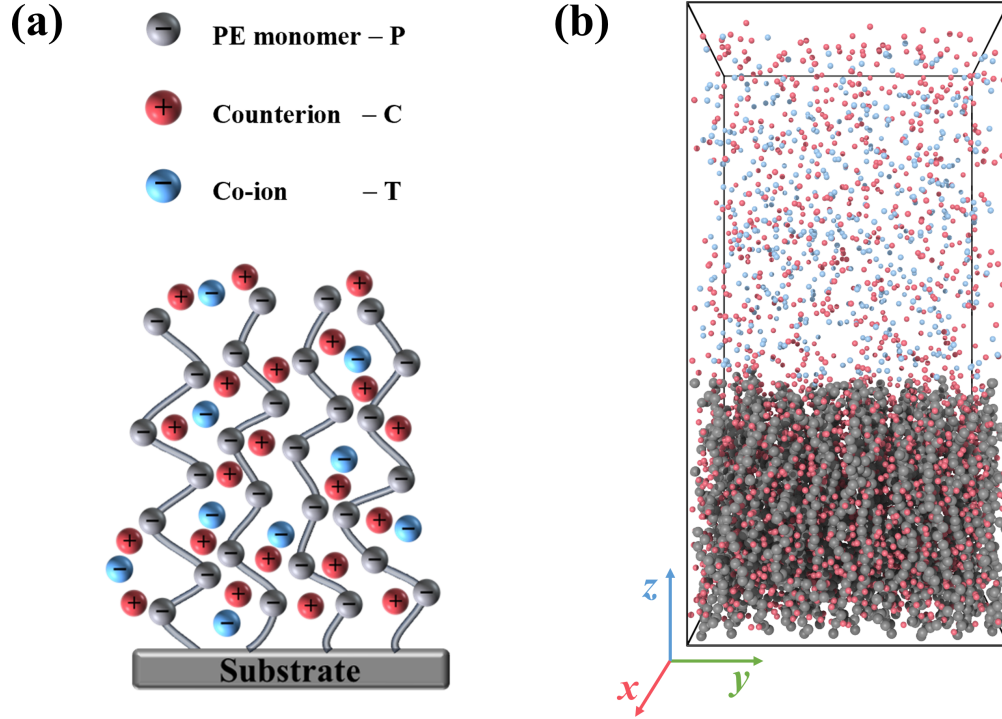 (a)
− PE monomer – P
+ Counterion – C
− Co-ion – T
Substrate
(b)
z
y
x